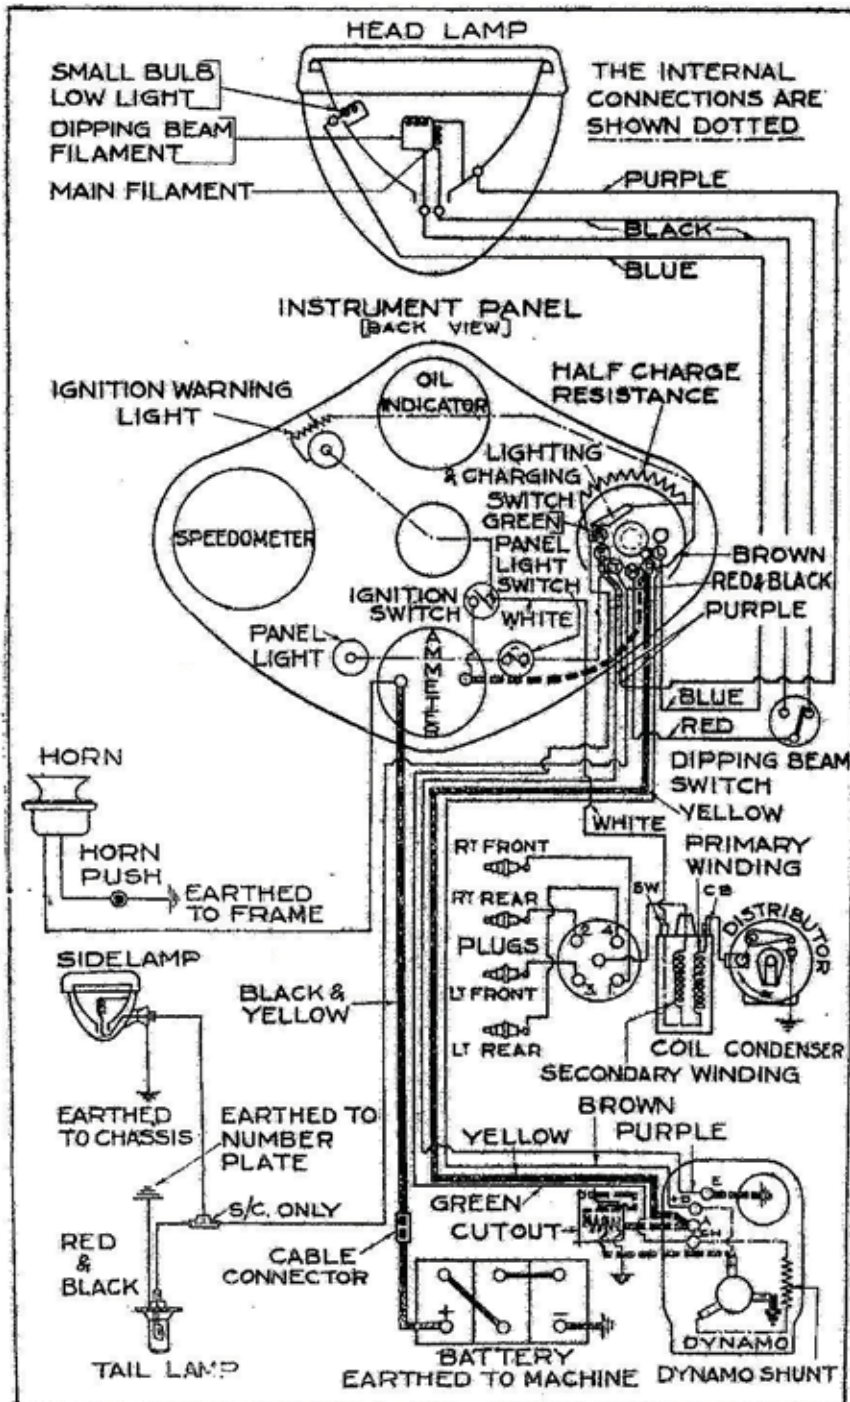 HEAD LAMP
SMALL BULB
LOW LIGHT
DIPPING BEAM
FILAMENT
MAIN FILAMENT
THE INTERNAL
CONNECTIONS ARE
SHOWN DOTTED
PURPLE
BLACK
BLUE
INSTRUMENT PANEL
[BACK VIEW]
IGNITION WARNING
LIGHT
OIL
INDICATOR
HALF CHARGE
RESISTANCE
LIGHTING
& CHARGING
SWITCH
GREEN
PANEL
LIGHT
SWITCH
SPEEDOMETER
BROWN
RED & BLACK
PURPLE
IGNITION
SWITCH
WHITE
PANEL
LIGHT
AMMETER
BLUE
RED
DIPPING BEAM
SWITCH
YELLOW
HORN
HORN
PUSH
EARTHED
TO FRAME
WHITE
PRIMARY
WINDING
RT FRONT
RT REAR
PLUGS
LT FRONT
LT REAR
2 4
3 1
SW
CB
DISTRIBUTOR
COIL CONDENSER
SECONDARY WINDING
SIDELAMP
BLACK &
YELLOW
EARTHED
TO CHASSIS
EARTHED TO
NUMBER
PLATE
S/C. ONLY
RED
&
BLACK
TAIL LAMP
CABLE
CONNECTOR
BROWN
YELLOW
PURPLE
GREEN
CUTOUT
E
+D
A
CH
+ –
BATTERY
EARTHED TO MACHINE
DYNAMO
DYNAMO SHUNT